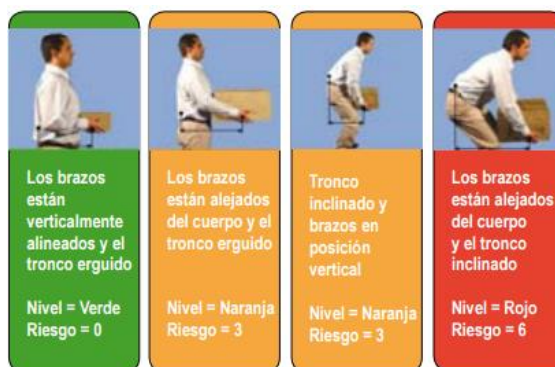 Los brazos
están
verticalmente
alineados y el
tronco erguido
Nivel = Verde
Riesgo = 0
Los brazos
están alejados
del cuerpo y el
tronco erguido
Nivel = Naranja
Riesgo = 3
Tronco
inclinado y
brazos en
posición
vertical
Nivel = Naranja
Riesgo = 3
Los brazos
están alejados
del cuerpo
y el tronco
inclinado
Nivel = Rojo
Riesgo = 6